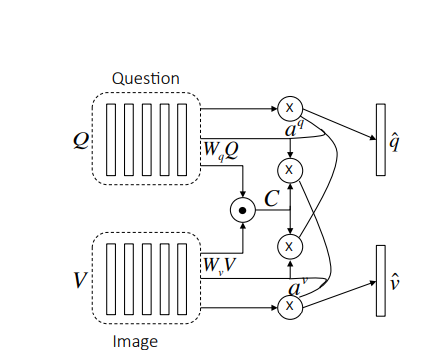 Question
x
Q
a^q
q̂
W_qQ
x
C
x
W_vV
V
a^v
v̂
x
Image